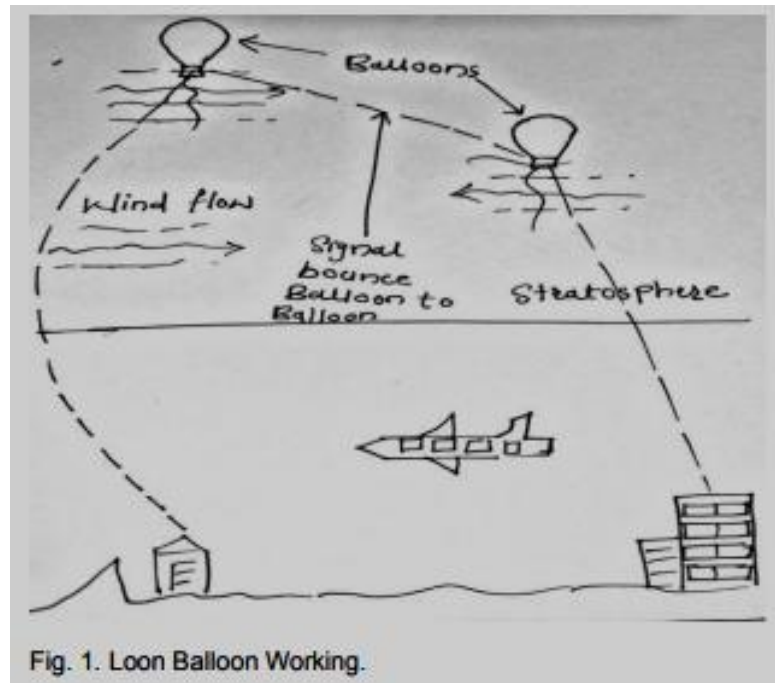 Balloons
Wind flow
Signal
bounce
Balloon to
Balloon
Stratosphere
Fig. 1. Loon Balloon Working.